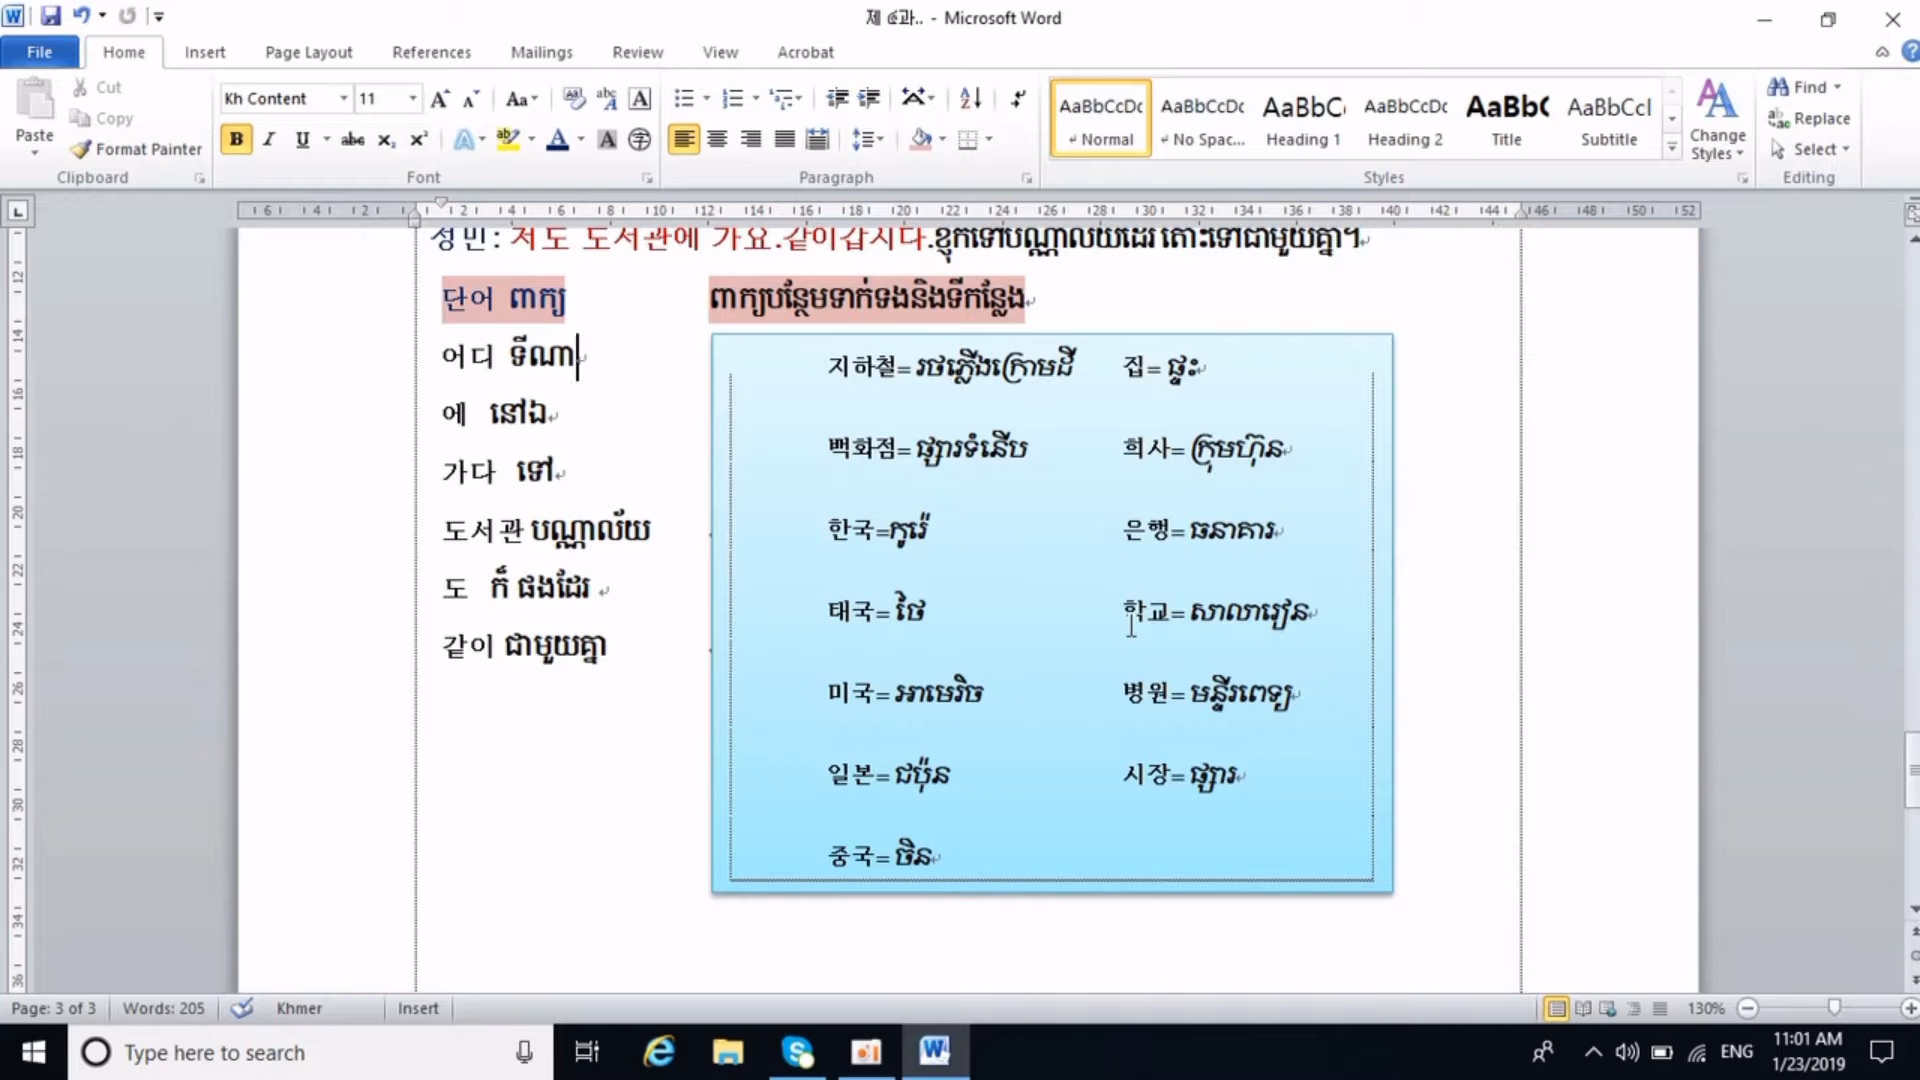 제 ៤과.. - Microsoft Word
File Home Insert Page Layout References Mailings Review View Acrobat
Paste Cut Copy Format Painter
Clipboard
Kh Content 11
Font
Paragraph
AaBbCcDc AaBbCcDc AaBbC AaBbCcDc AaBbC AaBbCcI
Normal No Spac... Heading 1 Heading 2 Title Subtitle
Styles
Change Styles
Find
Replace
Select
Editing
정민: 저도 도서관에 가요.같이갑시다.ខ្ញុំកទៅបណ្ណាល័យដែរ តោះទៅជាមួយគ្នា។
단어 ពាក្យ ពាក្យបន្ថែមទាក់ទងនិងទីកន្លែង
어디 ទីណា
에 នៅឯ
가다 ទៅ
도서관 បណ្ណាល័យ
도 ក៏ ផងដែរ
같이 ជាមួយគ្នា
지하철= រថភ្លើងក្រោមដី 집= ផ្ទះ
백화점= ផ្សារទំនើប 희사= ក្រុមហ៊ុន
한국=កូរ៉េ 은행= ធនាគារ
태국= ថៃ 학교= សាលារៀន
미국= អាមេរិច 병원= មន្ទីរពេទ្យ
일본= ជប៉ុន 시장= ផ្សារ
중국= ចិន
Page: 3 of 3 Words: 205 Khmer Insert 130%
Type here to search
ENG
11:01 AM
1/23/2019